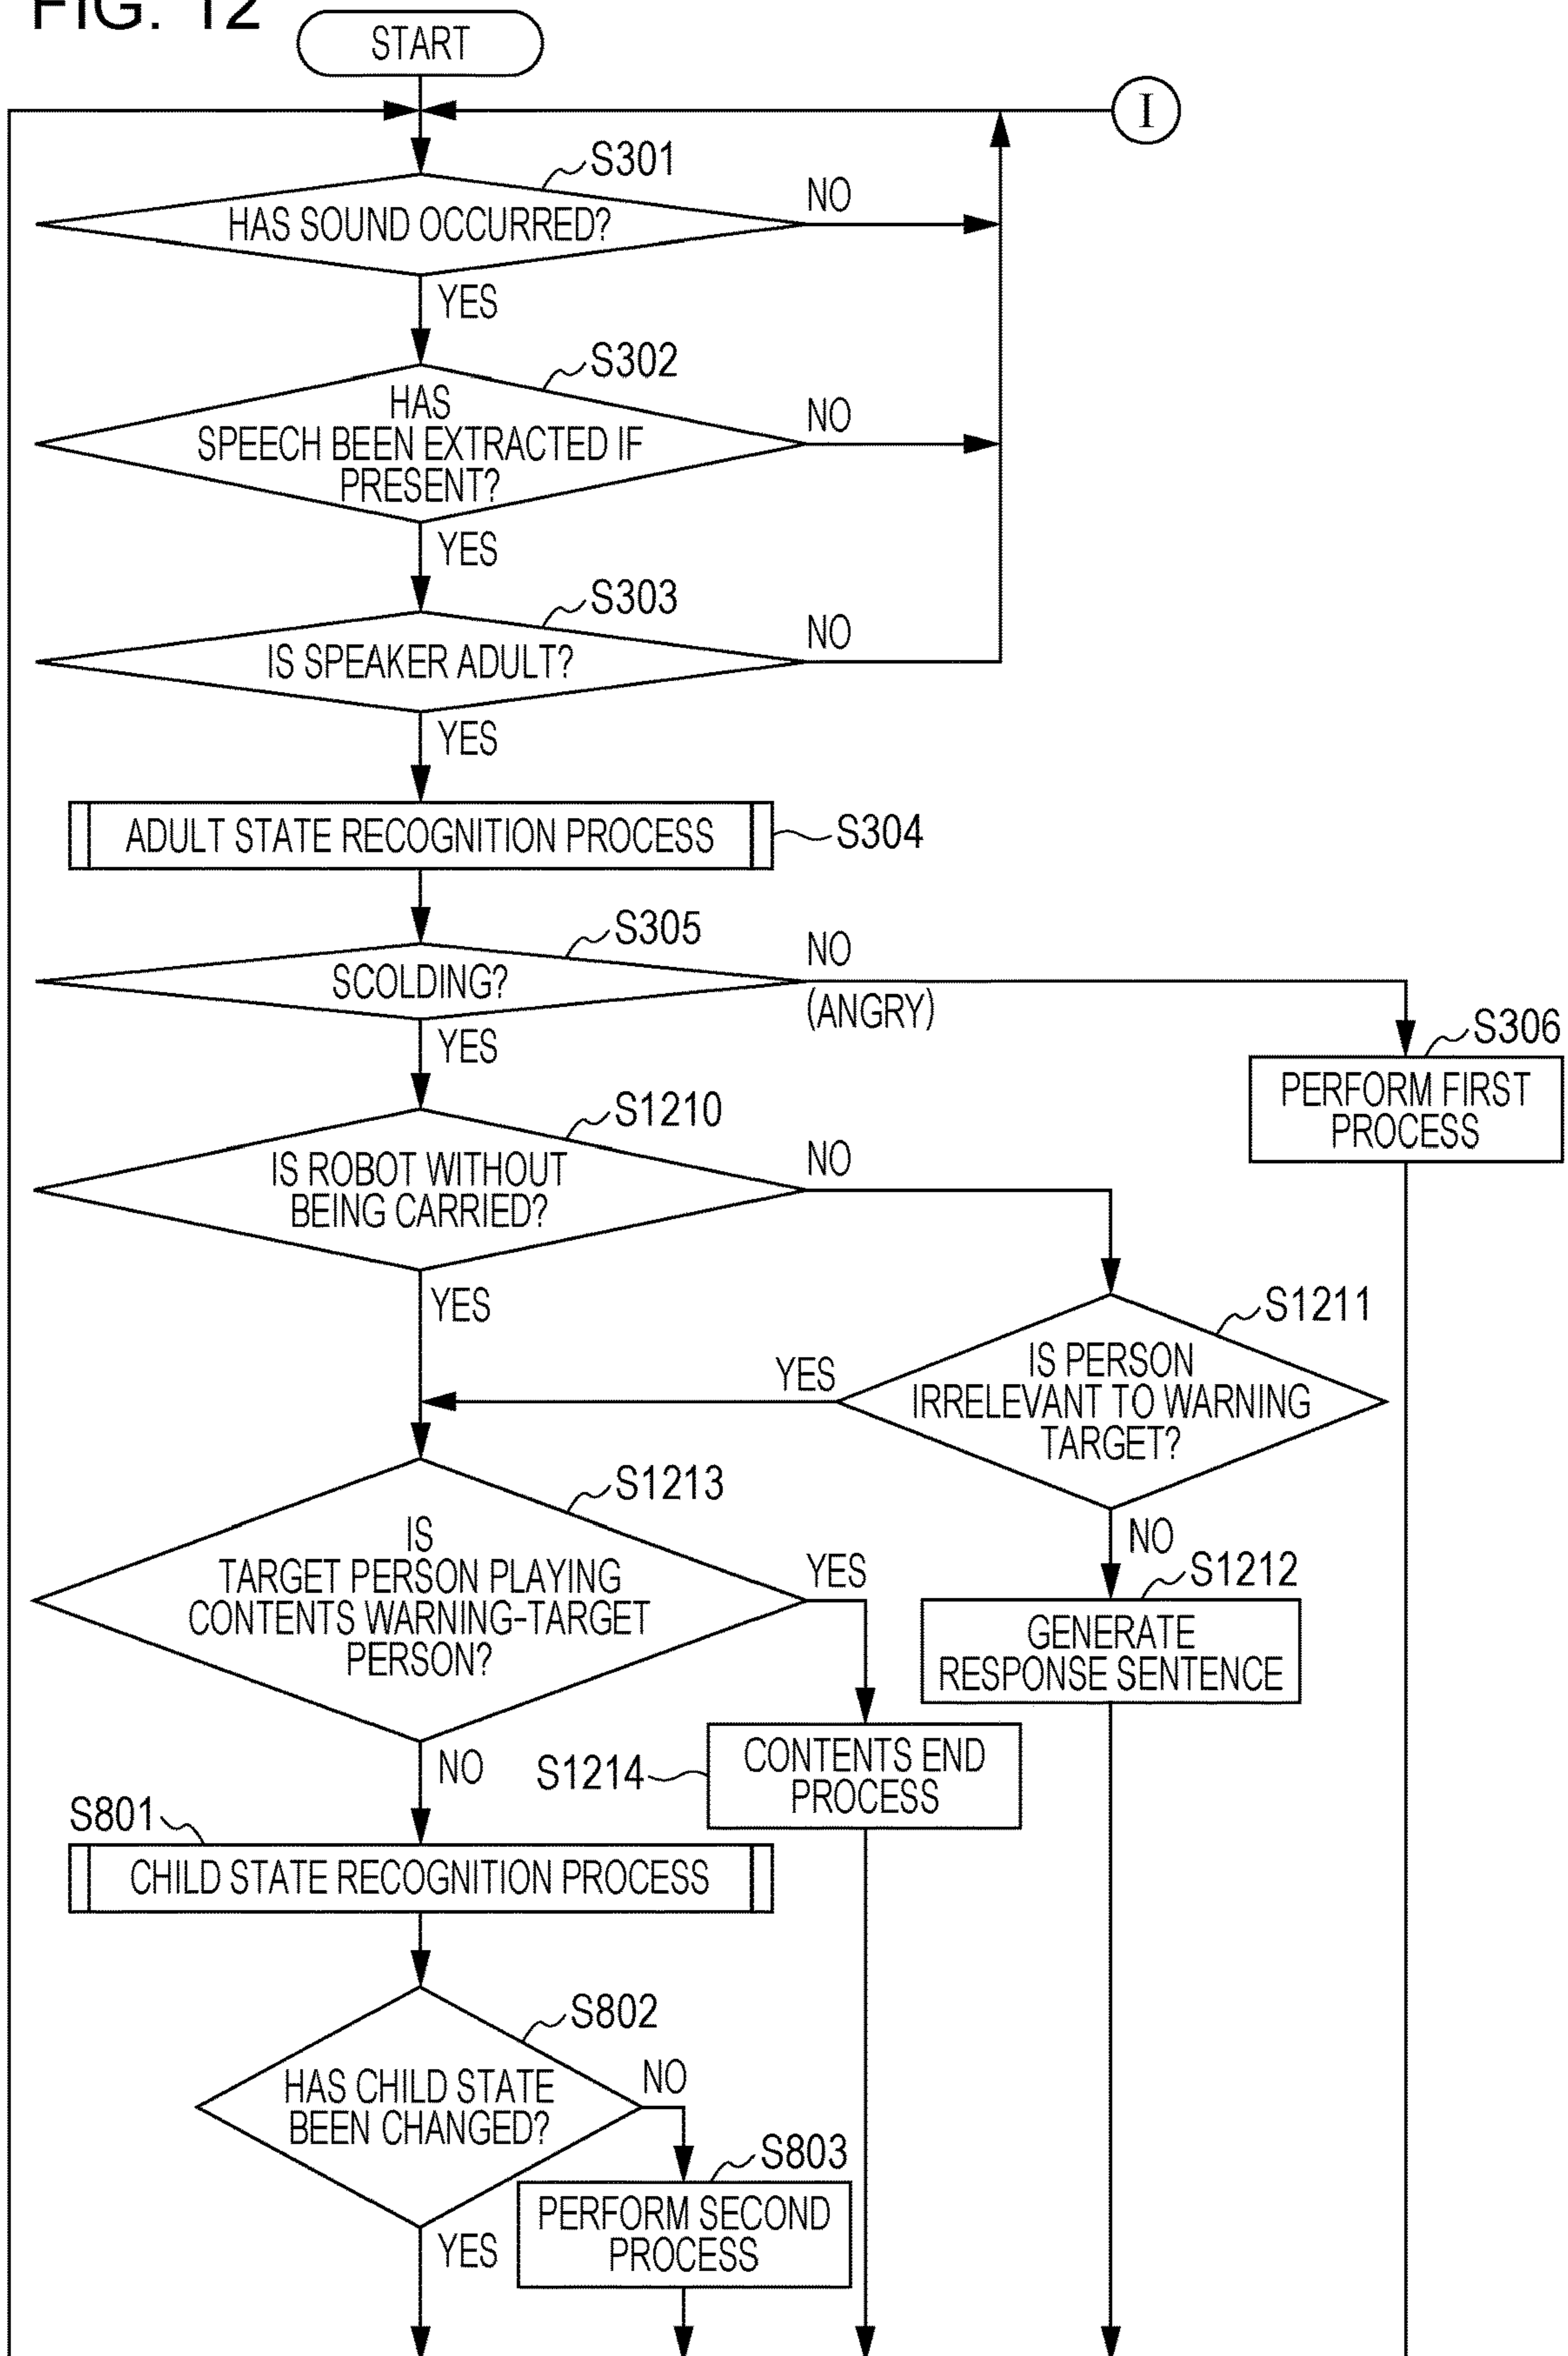 FIG. 12
START
I
S301
HAS SOUND OCCURRED?
NO
YES
S302
HAS
SPEECH BEEN EXTRACTED IF
PRESENT?
NO
YES
S303
IS SPEAKER ADULT?
NO
YES
ADULT STATE RECOGNITION PROCESS
S304
S305
SCOLDING?
NO
(ANGRY)
YES
S306
PERFORM FIRST
PROCESS
S1210
IS ROBOT WITHOUT
BEING CARRIED?
NO
YES
S1211
IS PERSON
IRRELEVANT TO WARNING
TARGET?
YES
NO
S1212
GENERATE
RESPONSE SENTENCE
S1213
IS
TARGET PERSON PLAYING
CONTENTS WARNING-TARGET
PERSON?
YES
NO
S1214
CONTENTS END
PROCESS
S801
CHILD STATE RECOGNITION PROCESS
S802
HAS CHILD STATE
BEEN CHANGED?
NO
YES
S803
PERFORM SECOND
PROCESS